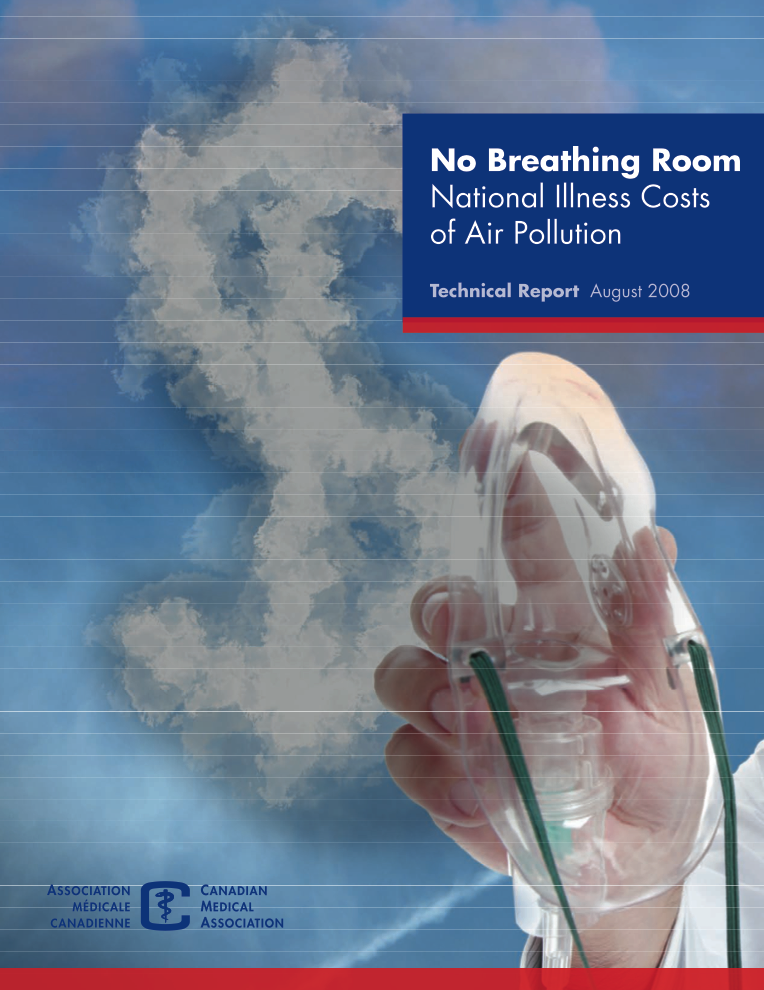 No Breathing Room
National Illness Costs
of Air Pollution
Technical Report August 2008
ASSOCIATION
MÉDICALE
CANADIENNE
CANADIAN
MEDICAL
ASSOCIATION